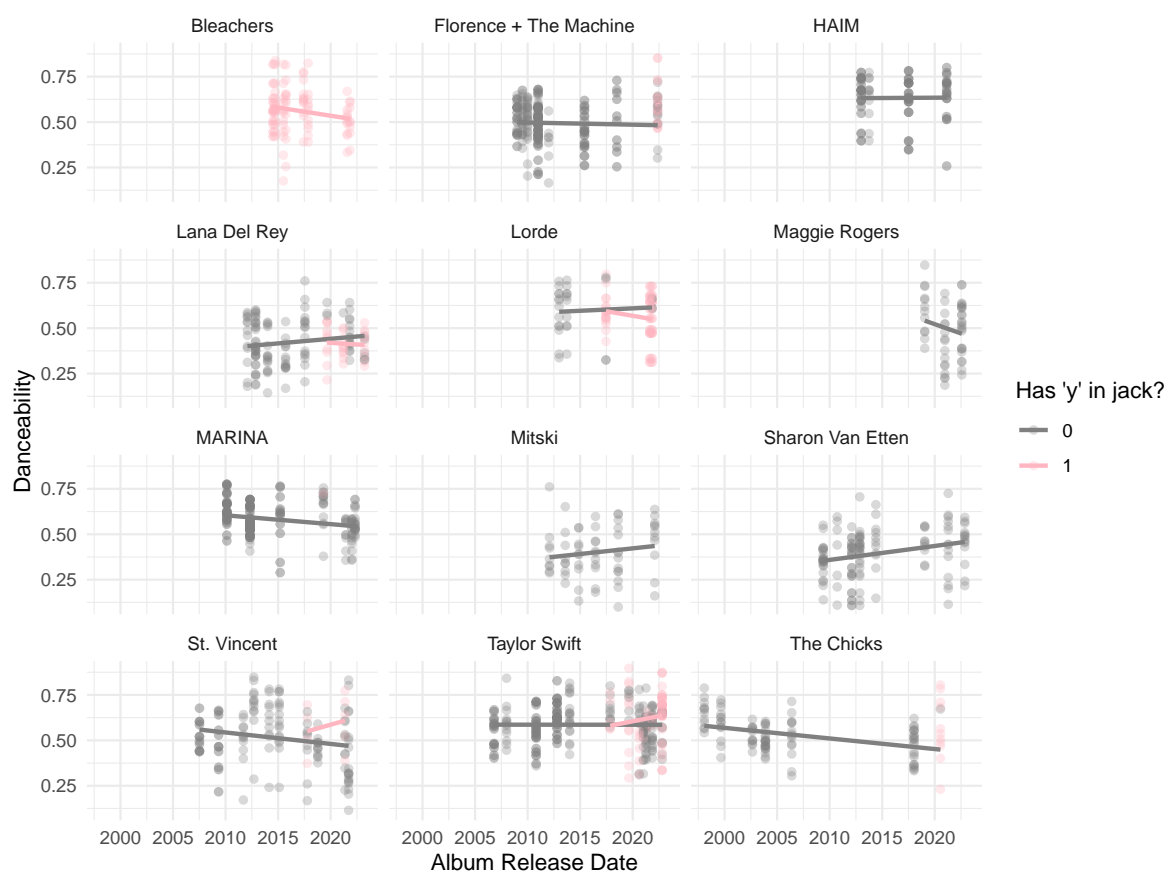 Bleachers Florence + The Machine HAIM
0.75
0.50
0.25
Lana Del Rey Lorde Maggie Rogers
0.75
0.50
0.25
MARINA Mitski Sharon Van Etten
0.75
0.50
0.25
St. Vincent Taylor Swift The Chicks
0.75
0.50
0.25
2000 2005 2010 2015 2020 2000 2005 2010 2015 2020 2000 2005 2010 2015 2020
Album Release Date
Danceability
Has 'y' in jack?
0
1